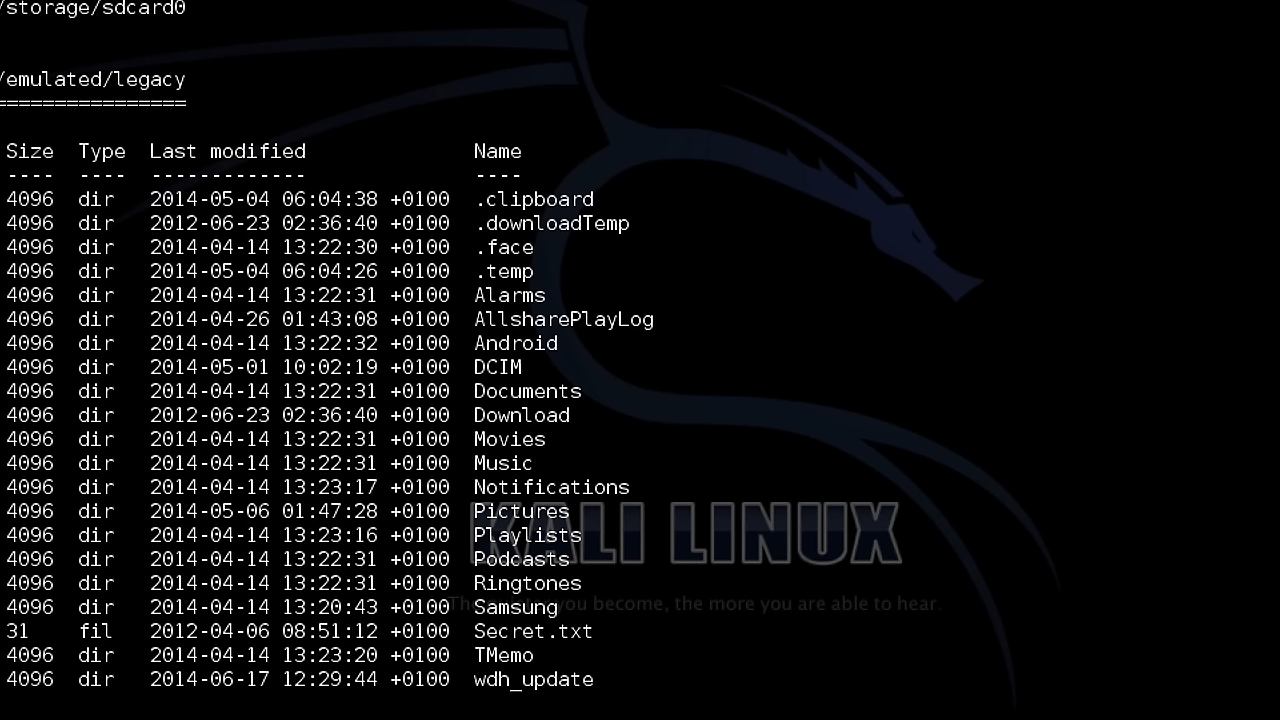 /storage/sdcard0
/emulated/legacy
================
Size  Type  Last modified              Name
----  ----  -------------              ----
4096  dir   2014-05-04 06:04:38 +0100  .clipboard
4096  dir   2012-06-23 02:36:40 +0100  .downloadTemp
4096  dir   2014-04-14 13:22:30 +0100  .face
4096  dir   2014-05-04 06:04:26 +0100  .temp
4096  dir   2014-04-14 13:22:31 +0100  Alarms
4096  dir   2014-04-26 01:43:08 +0100  AllsharePlayLog
4096  dir   2014-04-14 13:22:32 +0100  Android
4096  dir   2014-05-01 10:02:19 +0100  DCIM
4096  dir   2014-04-14 13:22:31 +0100  Documents
4096  dir   2012-06-23 02:36:40 +0100  Download
4096  dir   2014-04-14 13:22:31 +0100  Movies
4096  dir   2014-04-14 13:22:31 +0100  Music
4096  dir   2014-04-14 13:23:17 +0100  Notifications
4096  dir   2014-05-06 01:47:28 +0100  Pictures
4096  dir   2014-04-14 13:23:16 +0100  Playlists
4096  dir   2014-04-14 13:22:31 +0100  Podcasts
4096  dir   2014-04-14 13:22:31 +0100  Ringtones
4096  dir   2014-04-14 13:20:43 +0100  Samsung
31    fil   2012-04-06 08:51:12 +0100  Secret.txt
4096  dir   2014-04-14 13:23:20 +0100  TMemo
4096  dir   2014-06-17 12:29:44 +0100  wdh_update
KALI LINUX
you become, the more you are able to hear.